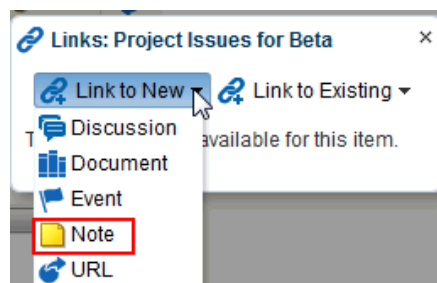 Links: Project Issues for Beta ×
Link to New Link to Existing
Discussion
available for this item.
Document
Event
Note
URL